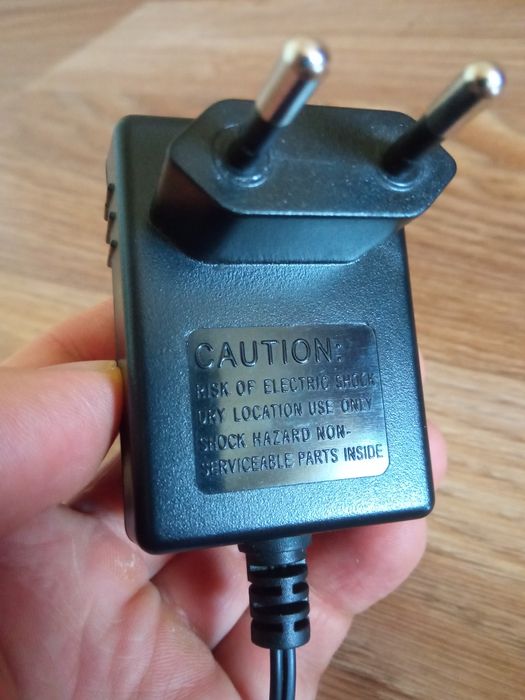 CAUTION:
RISK OF ELECTRIC SHOCK
DRY LOCATION USE ONLY
SHOCK HAZARD NON-
SERVICEABLE PARTS INSIDE